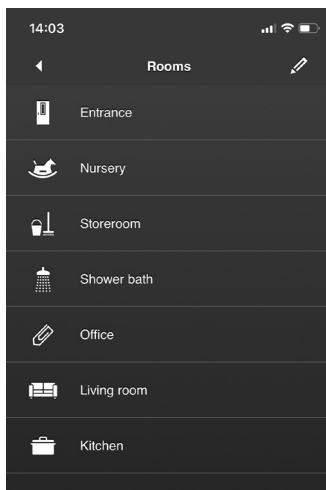 14:03
Rooms
Entrance
Nursery
Storeroom
Shower bath
Office
Living room
Kitchen